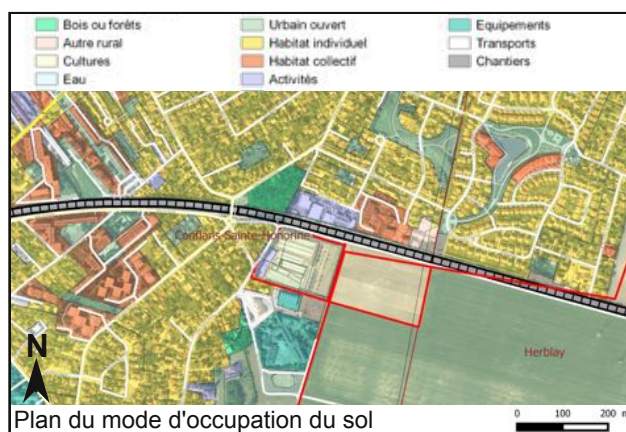 Bois ou forêts
Autre rural
Cultures
Eau
Urbain ouvert
Habitat individuel
Habitat collectif
Activités
Equipements
Transports
Chantiers
Conflans-Sainte-Honorine
Herblay
N
Plan du mode d'occupation du sol
0 100 200 m